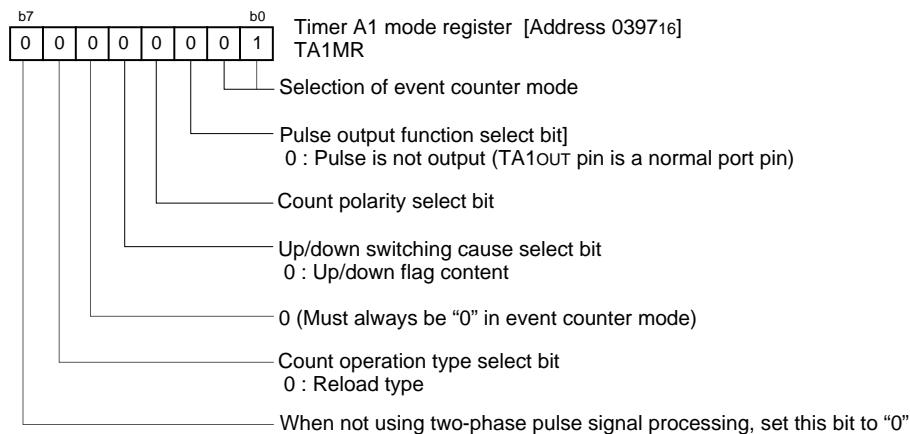 b7 b0
0 0 0 0 0 0 0 1
Timer A1 mode register [Address 039716]
TA1MR
Selection of event counter mode
Pulse output function select bit]
0 : Pulse is not output (TA1OUT pin is a normal port pin)
Count polarity select bit
Up/down switching cause select bit
0 : Up/down flag content
0 (Must always be “0” in event counter mode)
Count operation type select bit
0 : Reload type
When not using two-phase pulse signal processing, set this bit to “0”